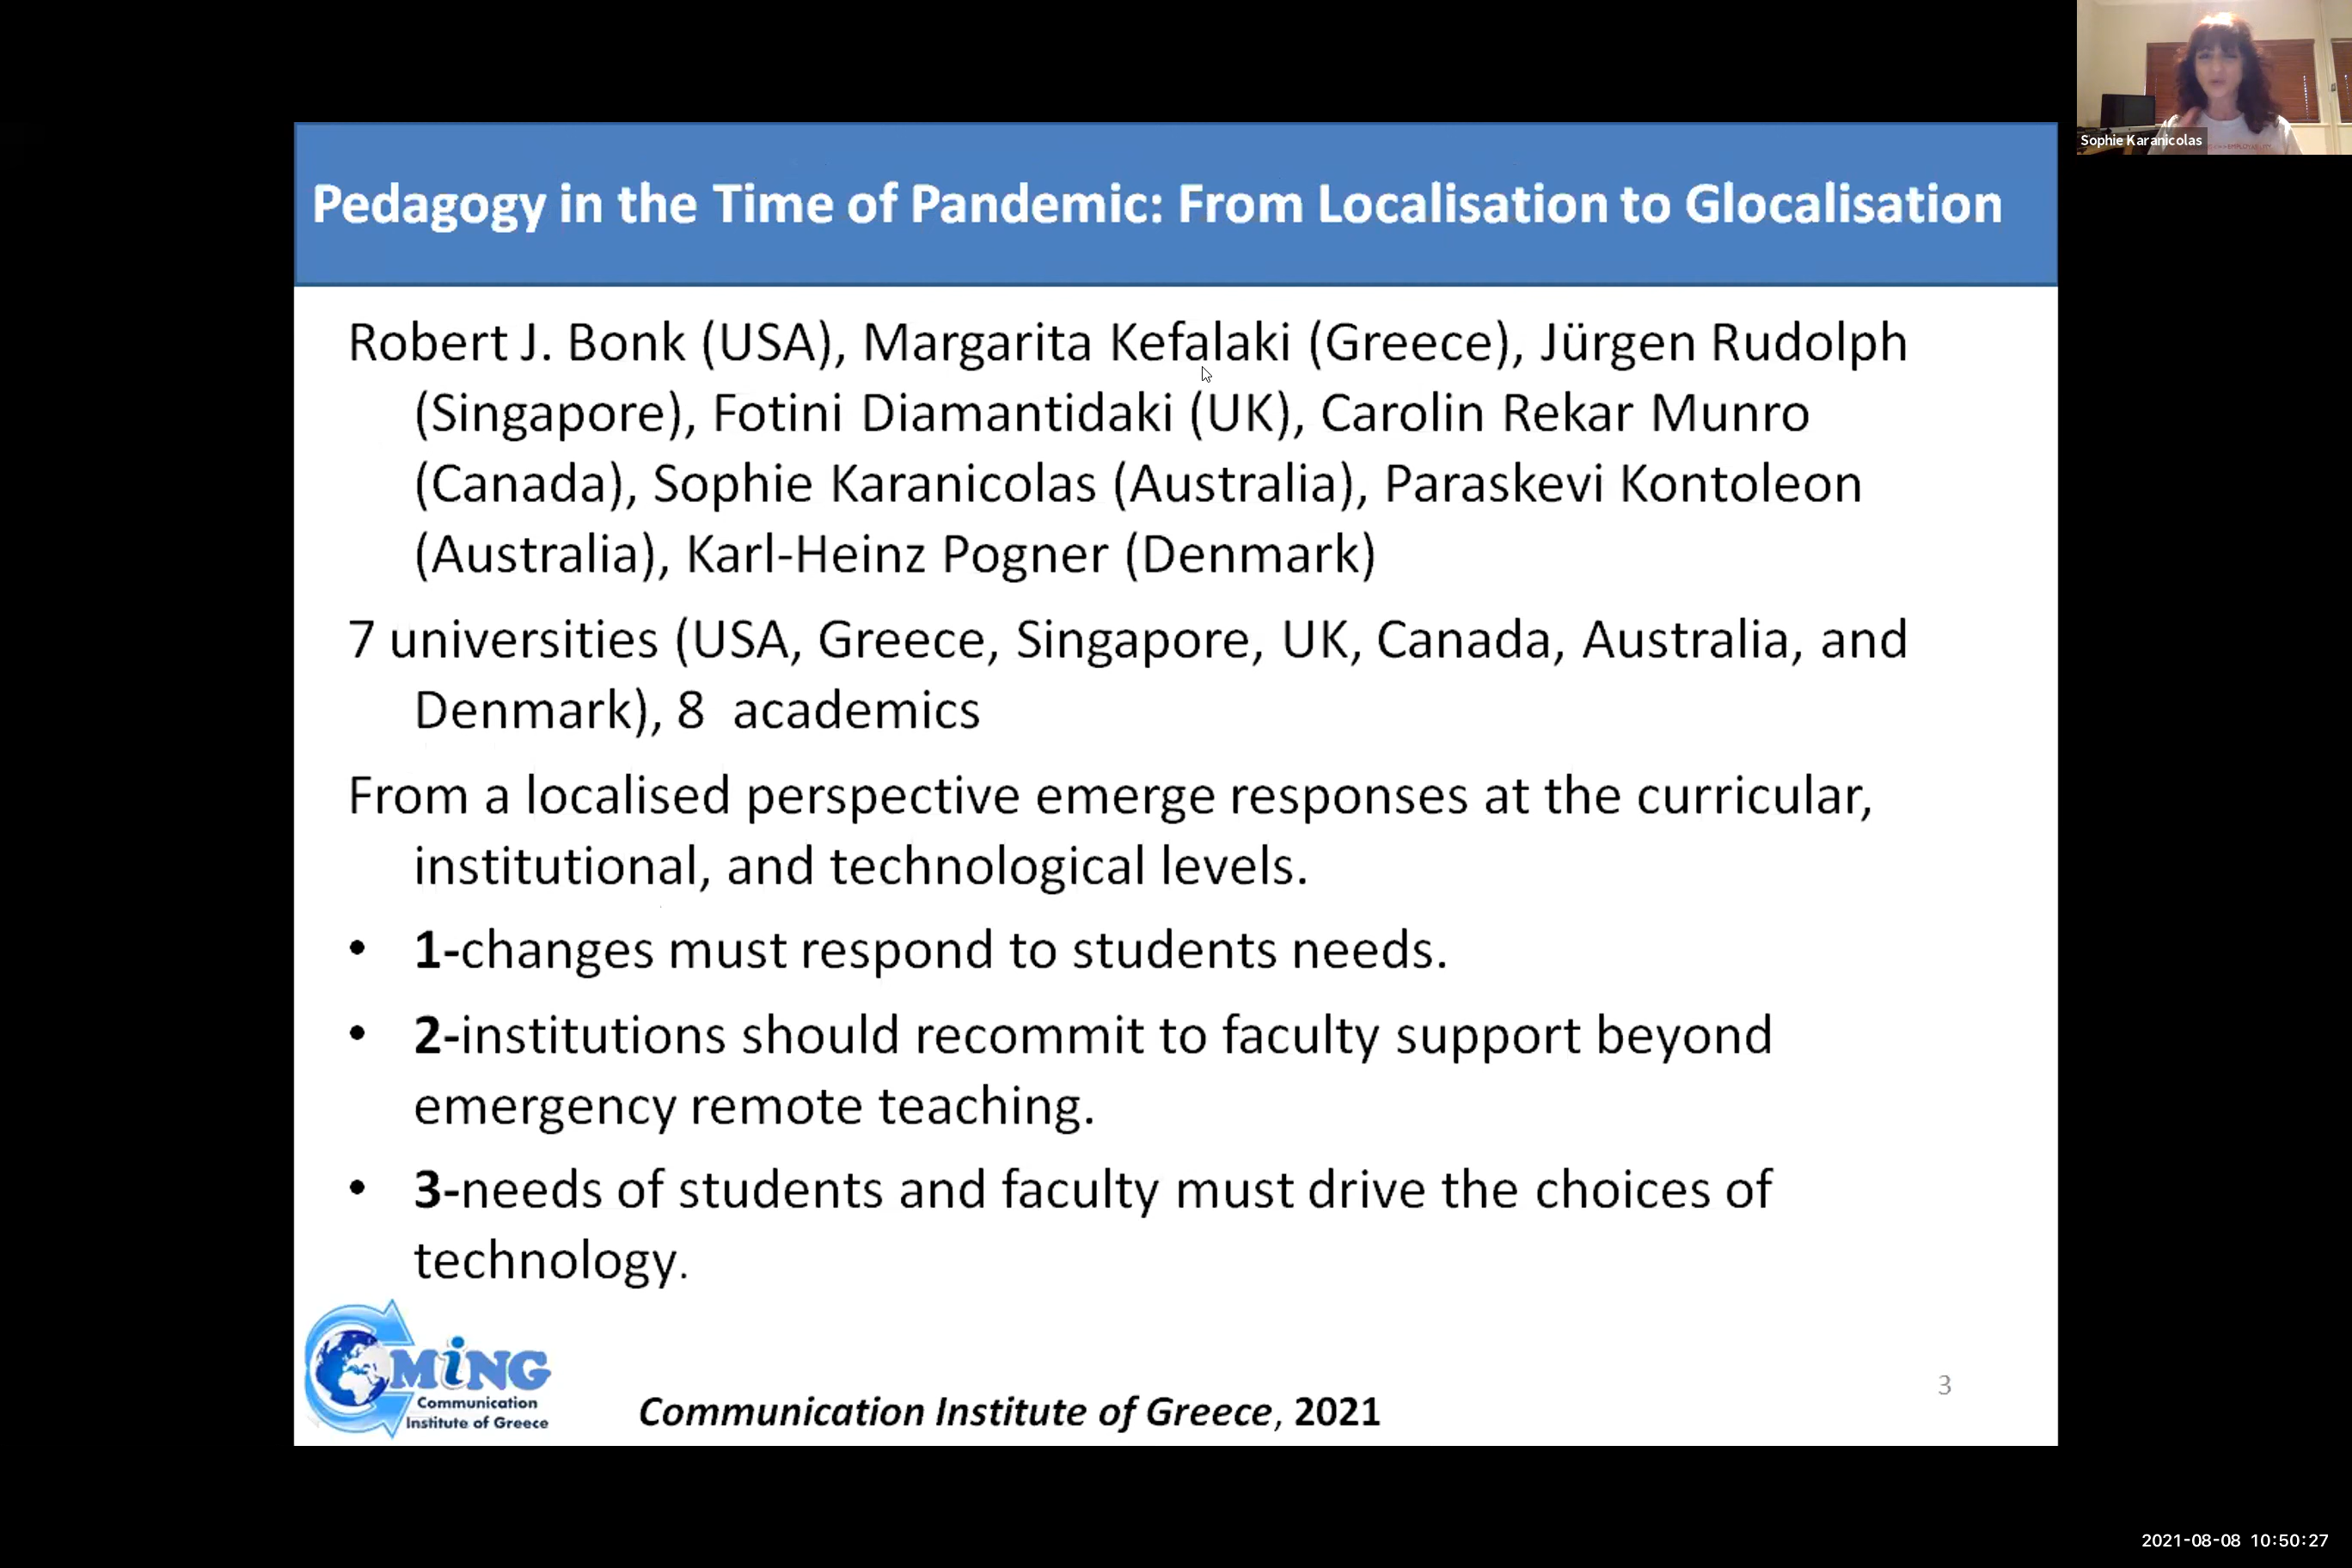 Sophie Karanicolas
Pedagogy in the Time of Pandemic: From Localisation to Glocalisation
Robert J. Bonk (USA), Margarita Kefalaki (Greece), Jürgen Rudolph
(Singapore), Fotini Diamantidaki (UK), Carolin Rekar Munro
(Canada), Sophie Karanicolas (Australia), Paraskevi Kontoleon
(Australia), Karl-Heinz Pogner (Denmark)
7 universities (USA, Greece, Singapore, UK, Canada, Australia, and
Denmark), 8 academics
From a localised perspective emerge responses at the curricular,
institutional, and technological levels.
• 1-changes must respond to students needs.
• 2-institutions should recommit to faculty support beyond
emergency remote teaching.
• 3-needs of students and faculty must drive the choices of
technology.
CMiNG
Communication
Institute of Greece
Communication Institute of Greece, 2021
3
2021-08-08 10:50:27